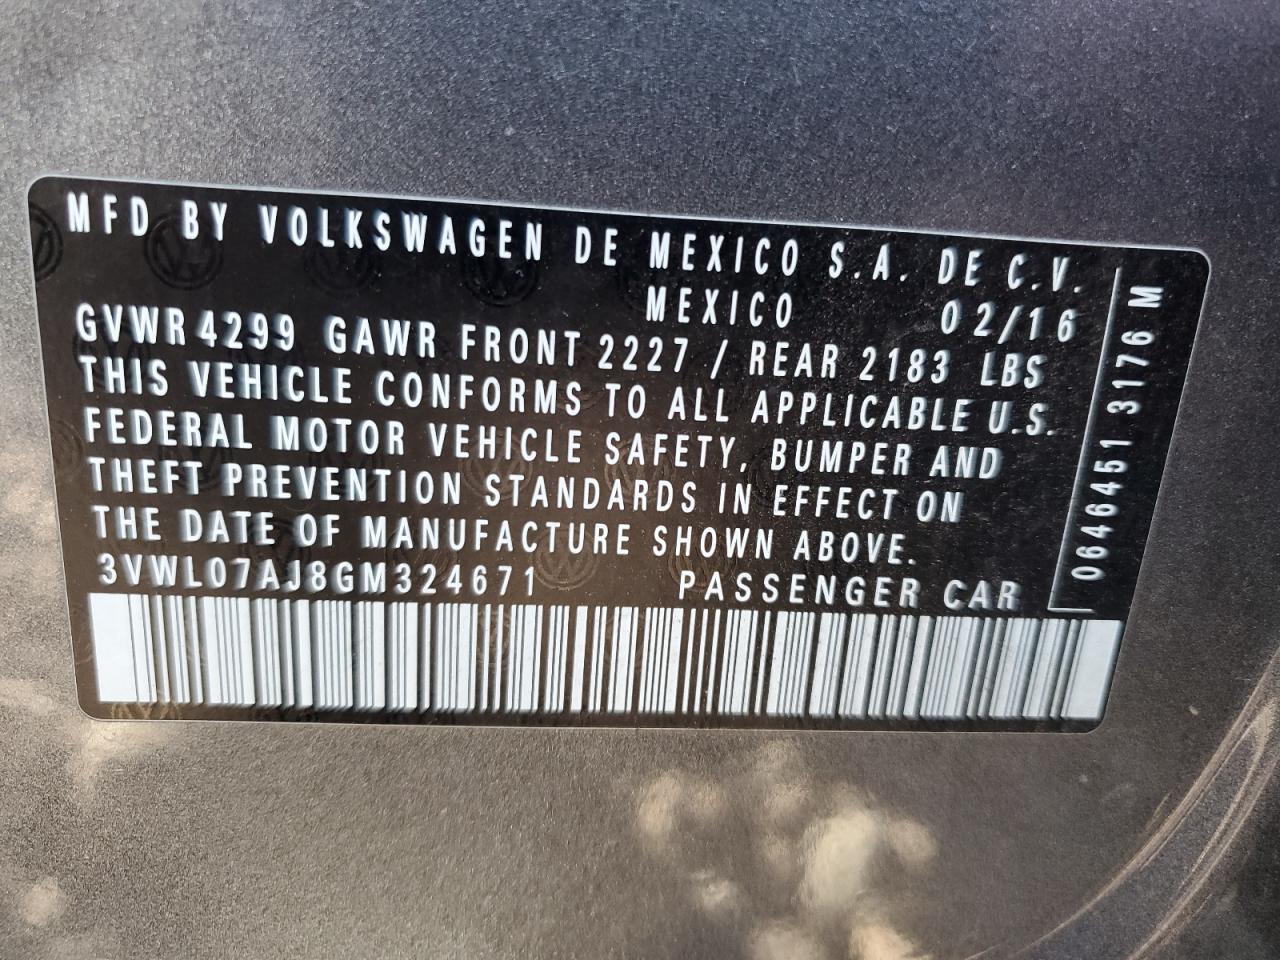 MFD BY VOLKSWAGEN DE MEXICO S.A. DE C.V.
MEXICO 02/16
GVWR 4299 GAWR FRONT 2227 / REAR 2183 LBS
THIS VEHICLE CONFORMS TO ALL APPLICABLE U.S.
FEDERAL MOTOR VEHICLE SAFETY, BUMPER AND
THEFT PREVENTION STANDARDS IN EFFECT ON
THE DATE OF MANUFACTURE SHOWN ABOVE.
3VWL07AJ8GM324671 PASSENGER CAR
0646451 3176 M